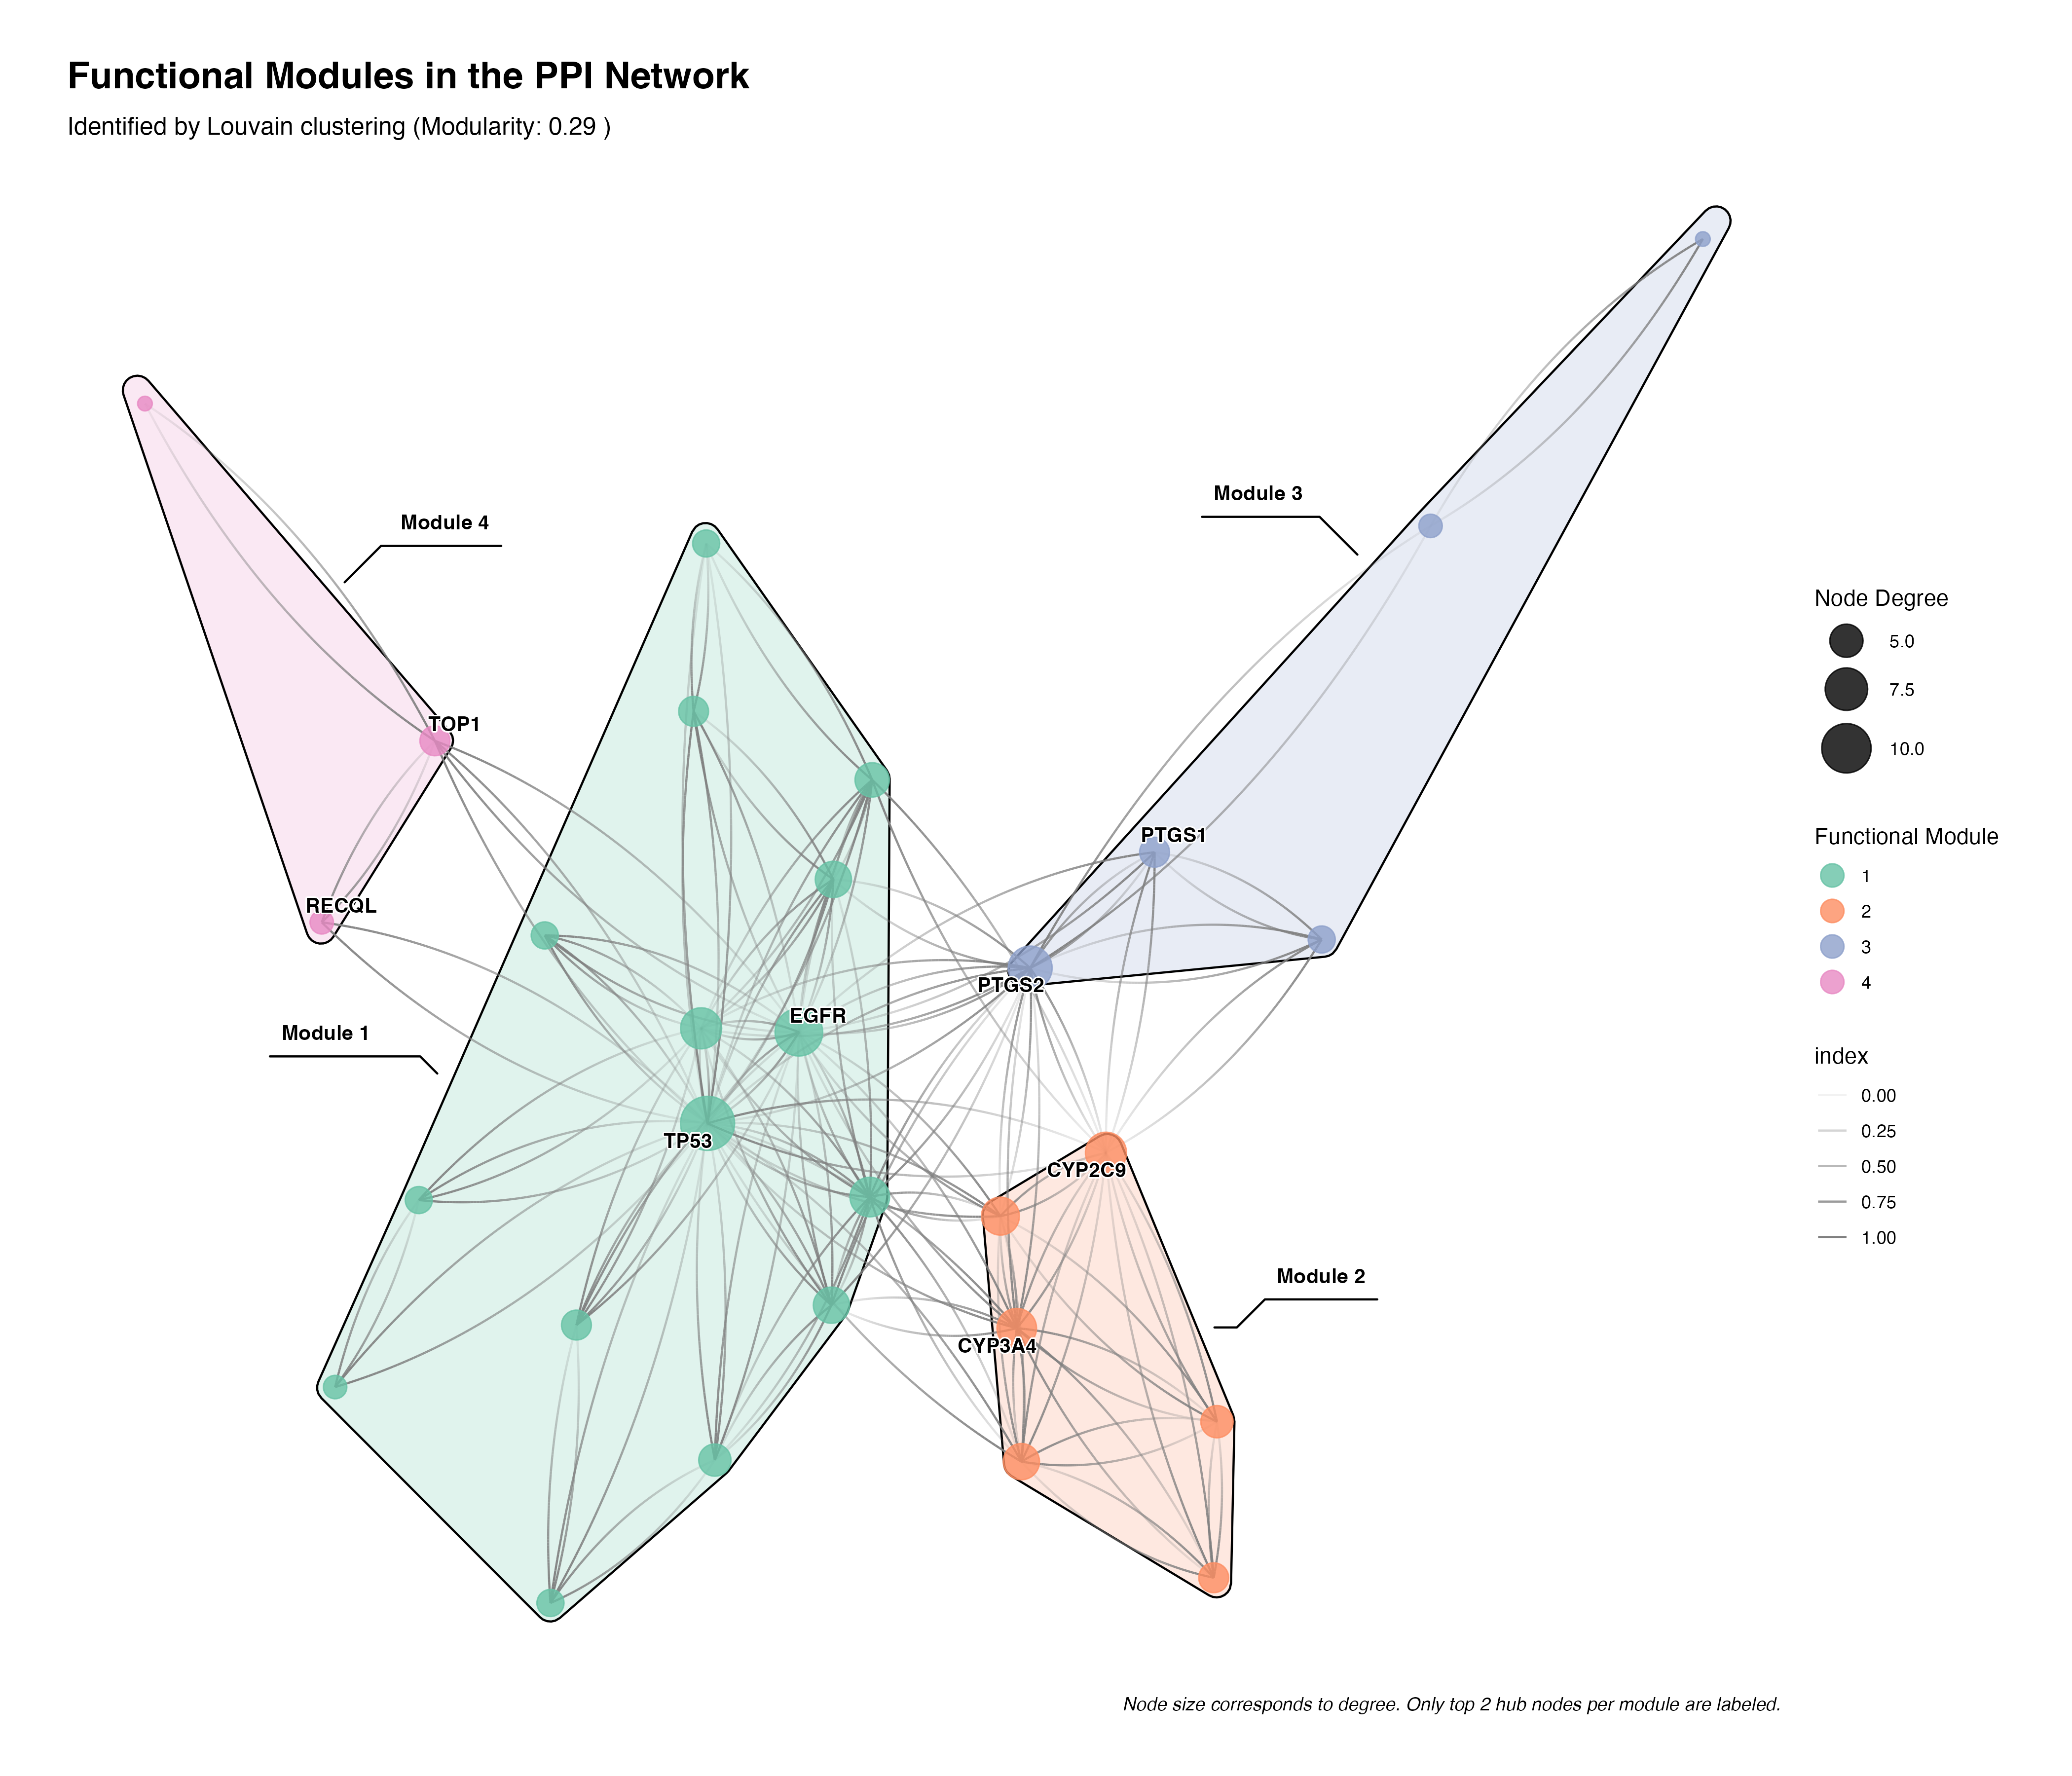 Functional Modules in the PPI Network
Identified by Louvain clustering (Modularity: 0.29 )
Module 3
Module 4
TOP1
PTGS1
RECQL
PTGS2
EGFR
Module 1
TP53
CYP2C9
Module 2
CYP3A4
Node Degree
5.0
7.5
10.0
Functional Module
1
2
3
4
index
0.00
0.25
0.50
0.75
1.00
Node size corresponds to degree. Only top 2 hub nodes per module are labeled.